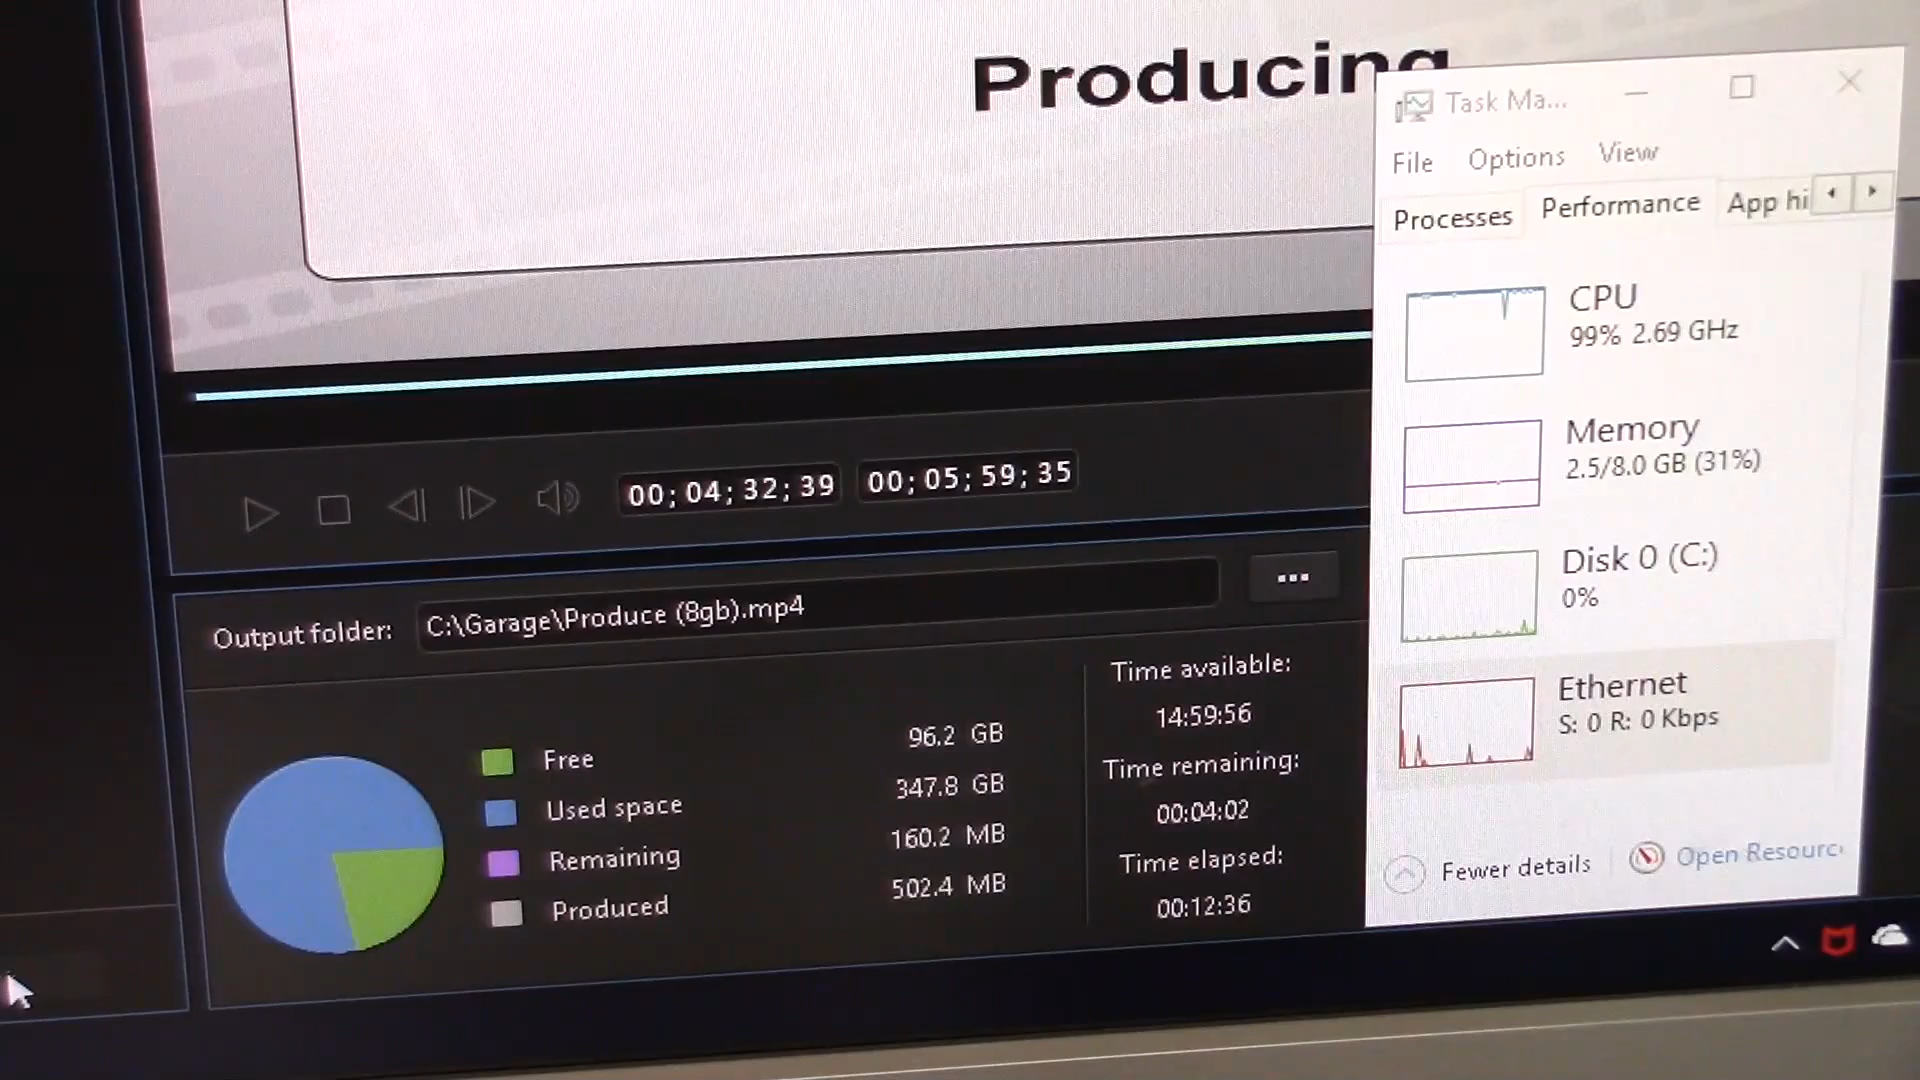 Producing
Task Ma...
File Options View
Processes Performance App hi
CPU
99% 2.69 GHz
Memory
2.5/8.0 GB (31%)
Disk 0 (C:)
0%
Ethernet
S: 0 R: 0 Kbps
Fewer details Open Resourc
00;04;32;39 00;05;59;35
Output folder: C:\Garage\Produce (8gb).mp4 ...
Free 96.2 GB
Used space 347.8 GB
Remaining 160.2 MB
Produced 502.4 MB
Time available:
14:59:56
Time remaining:
00:04:02
Time elapsed:
00:12:36